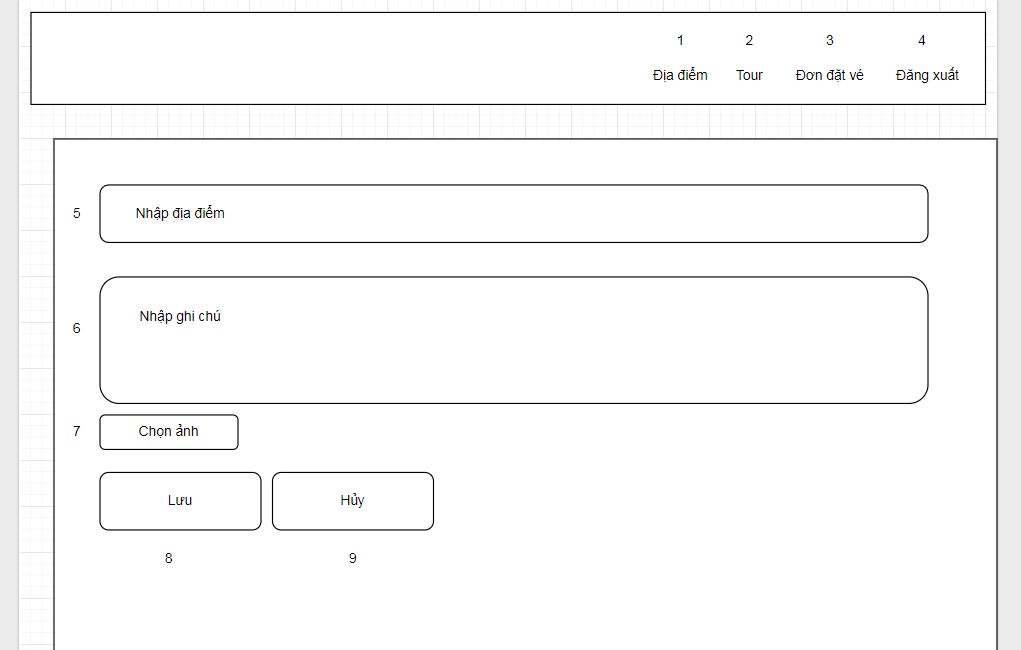 1 2 3 4
Địa điểm Tour Đơn đặt vé Đăng xuất
5 Nhập địa điểm
Nhập ghi chú
6
7 Chọn ảnh
Lưu Hủy
8 9